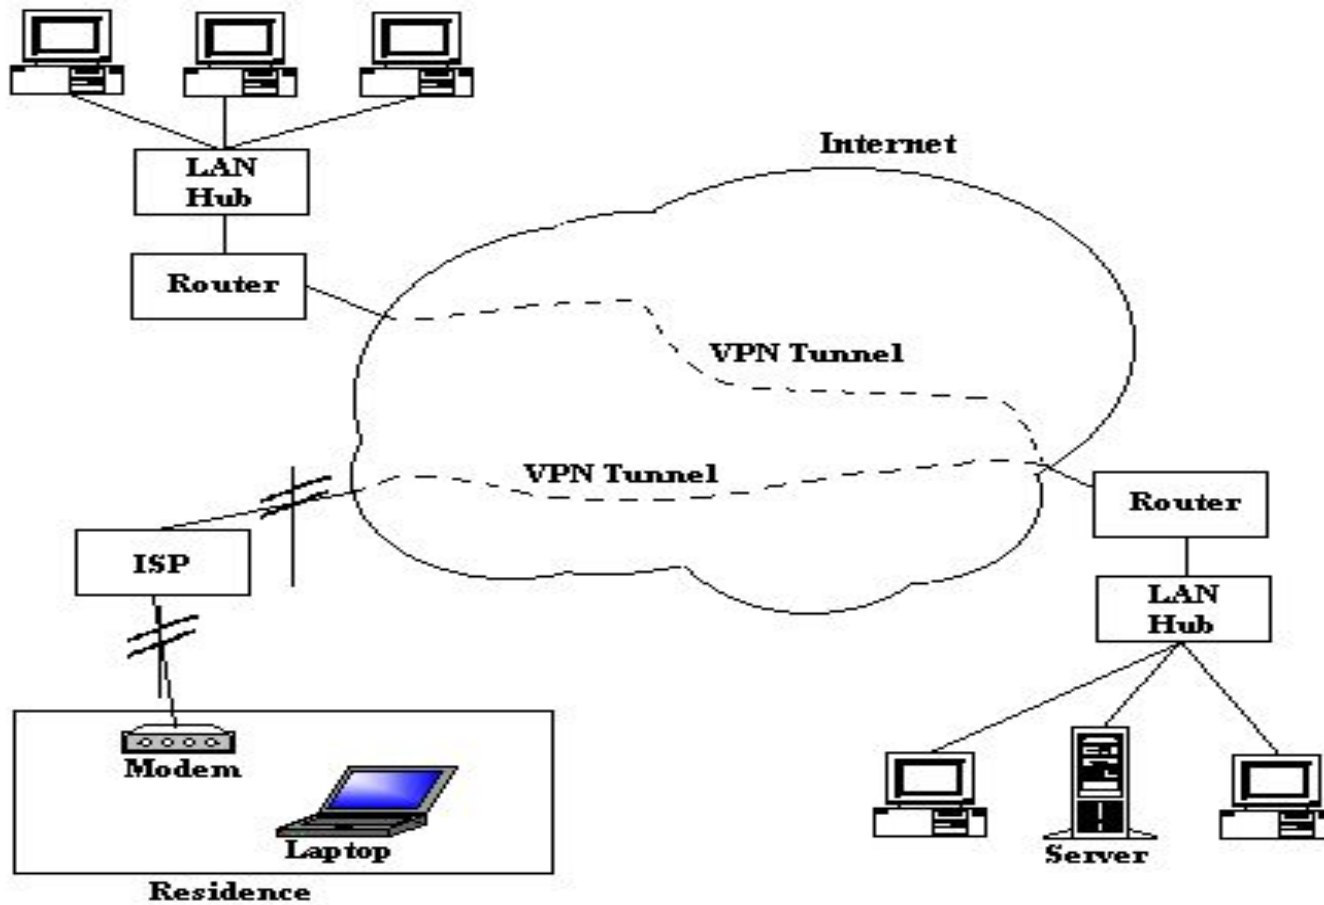 Internet
LAN
Hub
Router
VPN Tunnel
VPN Tunnel
Router
ISP
LAN
Hub
Modem
Laptop
Server
Residence